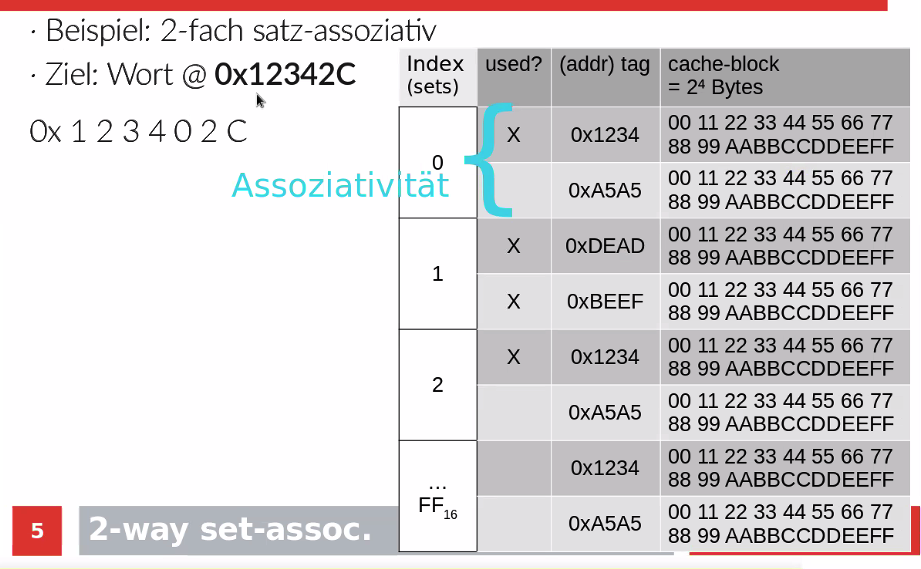 · Beispiel: 2-fach satz-assoziativ
· Ziel: Wort @ 0x12342C
0x 1 2 3 4 0 2 C
Assoziativität
Index (sets) used? (addr) tag cache-block = 2⁴ Bytes
0 { X 0x1234 00 11 22 33 44 55 66 77
88 99 AABBCCDDEEFF
0xA5A5 00 11 22 33 44 55 66 77
88 99 AABBCCDDEEFF
1 X 0xDEAD 00 11 22 33 44 55 66 77
88 99 AABBCCDDEEFF
X 0xBEEF 00 11 22 33 44 55 66 77
88 99 AABBCCDDEEFF
2 X 0x1234 00 11 22 33 44 55 66 77
88 99 AABBCCDDEEFF
0xA5A5 00 11 22 33 44 55 66 77
88 99 AABBCCDDEEFF
... FF₁₆ 0x1234 00 11 22 33 44 55 66 77
88 99 AABBCCDDEEFF
0xA5A5 00 11 22 33 44 55 66 77
88 99 AABBCCDDEEFF
5 2-way set-assoc.